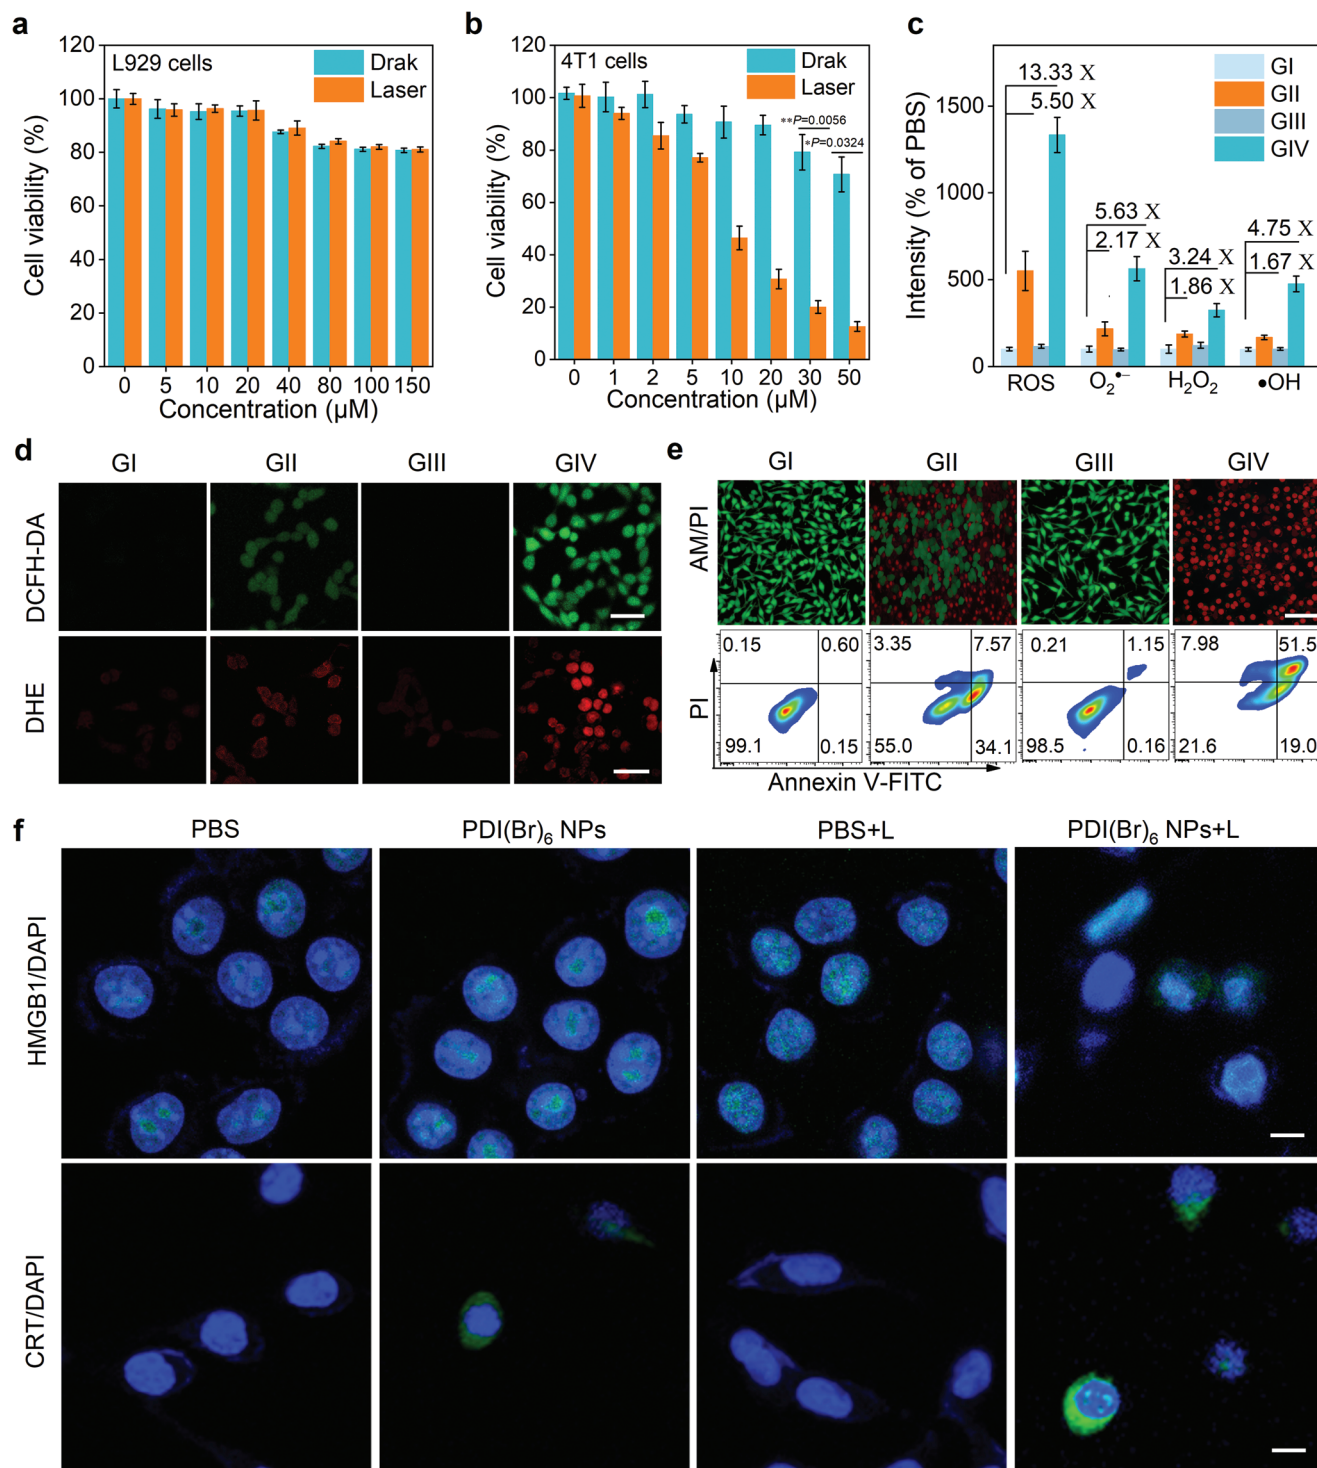 a
120
100
80
60
40
20
0
Cell viability (%)
L929 cells
Drak
Laser
0 5 10 20 40 80 100 150
Concentration (µM)
b
120
100
80
60
40
20
0
Cell viability (%)
4T1 cells
Drak
Laser
**P=0.0056
*P=0.0324
0 1 2 5 10 20 30 50
Concentration (µM)
c
1500
1000
500
0
Intensity (% of PBS)
GI
GII
GIII
GIV
13.33 X
5.50 X
5.63 X
2.17 X
3.24 X
1.86 X
4.75 X
1.67 X
ROS O₂•− H₂O₂ •OH
d
GI GII GIII GIV
DCFH-DA
DHE
e
GI GII GIII GIV
AM/PI
PI
0.15 0.60
99.1 0.15
3.35 7.57
55.0 34.1
0.21 1.15
98.5 0.16
7.98 51.5
21.6 19.0
Annexin V-FITC
f
PBS PDI(Br)₆ NPs PBS+L PDI(Br)₆ NPs+L
HMGB1/DAPI
CRT/DAPI